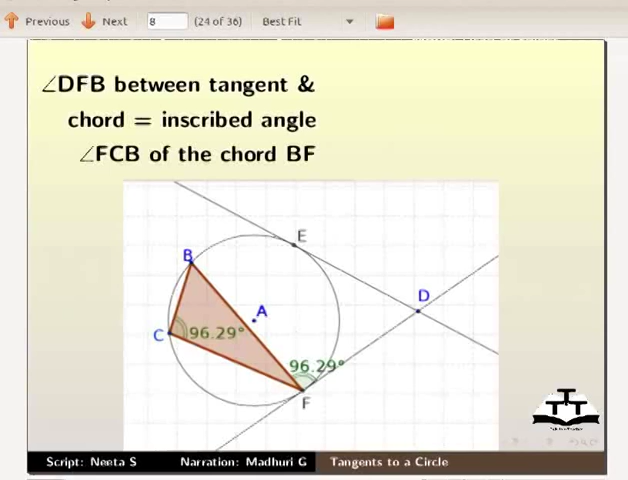 Previous Next 8 (24 of 36) Best Fit
∠DFB between tangent &
chord = inscribed angle
∠FCB of the chord BF
E
B
D
A
C
96.29°
96.29°
F
TTT
Script: Neeta S Narration: Madhuri G Tangents to a Circle